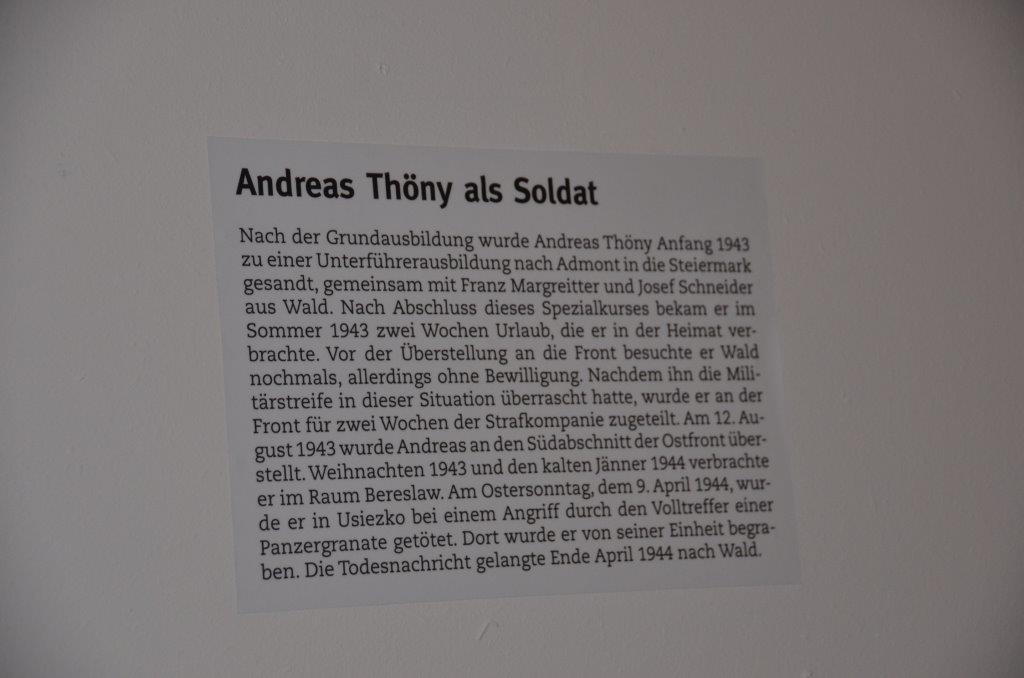 Andreas Thöny als Soldat
Nach der Grundausbildung wurde Andreas Thöny Anfang 1943
zu einer Unterführerausbildung nach Admont in die Steiermark
gesandt, gemeinsam mit Franz Margreitter und Josef Schneider
aus Wald. Nach Abschluss dieses Spezialkurses bekam er im
Sommer 1943 zwei Wochen Urlaub, die er in der Heimat ver-
brachte. Vor der Überstellung an die Front besuchte er Wald
nochmals, allerdings ohne Bewilligung. Nachdem ihn die Mili-
tärstreife in dieser Situation überrascht hatte, wurde er an der
Front für zwei Wochen der Strafkompanie zugeteilt. Am 12. Au-
gust 1943 wurde Andreas an den Südabschnitt der Ostfront über-
stellt. Weihnachten 1943 und den kalten Jänner 1944 verbrachte
er im Raum Bereslaw. Am Ostersonntag, dem 9. April 1944, wur-
de er in Usiezko bei einem Angriff durch den Volltreffer einer
Panzergranate getötet. Dort wurde er von seiner Einheit begra-
ben. Die Todesnachricht gelangte Ende April 1944 nach Wald.